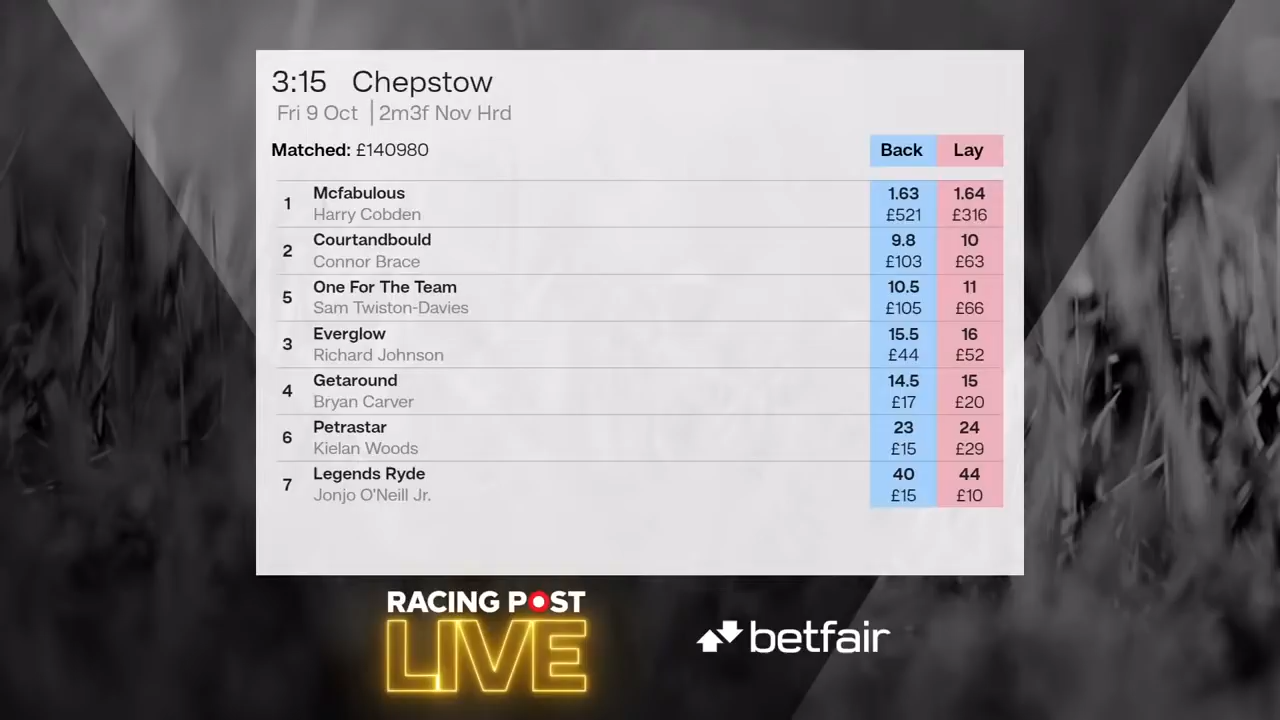 3:15 Chepstow
Fri 9 Oct | 2m3f Nov Hrd
Matched: £140980 Back Lay
1 Mcfabulous 1.63 1.64
Harry Cobden £521 £316
2 Courtandbould 9.8 10
Connor Brace £103 £63
5 One For The Team 10.5 11
Sam Twiston-Davies £105 £66
3 Everglow 15.5 16
Richard Johnson £44 £52
4 Getaround 14.5 15
Bryan Carver £17 £20
6 Petrastar 23 24
Kielan Woods £15 £29
7 Legends Ryde 40 44
Jonjo O'Neill Jr. £15 £10
RACING POST
LIVE
betfair